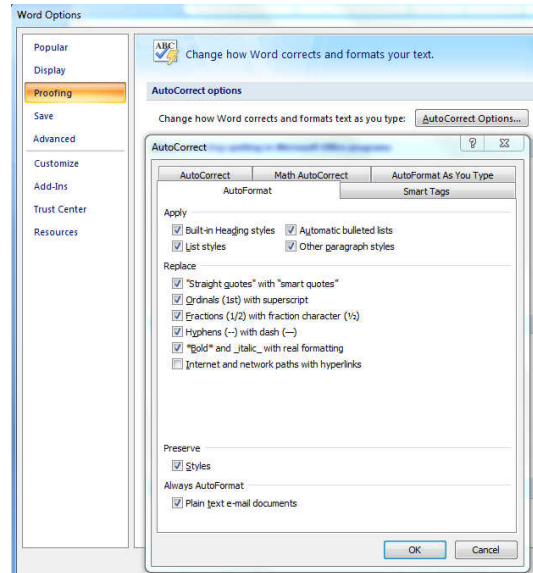 Word Options
Popular
Display
Proofing
Save
Advanced
Customize
Add-Ins
Trust Center
Resources
ABC
Change how Word corrects and formats your text.
AutoCorrect options
Change how Word corrects and formats text as you type: AutoCorrect Options...
AutoCorrect
AutoCorrect Math AutoCorrect AutoFormat As You Type
AutoFormat Smart Tags
Apply
Built-in Heading styles Automatic bulleted lists
List styles Other paragraph styles
Replace
"Straight quotes" with “smart quotes”
Ordinals (1st) with superscript
Fractions (1/2) with fraction character (½)
Hyphens (--) with dash (—)
*Bold* and _italic_ with real formatting
Internet and network paths with hyperlinks
Preserve
Styles
Always AutoFormat
Plain text e-mail documents
OK Cancel